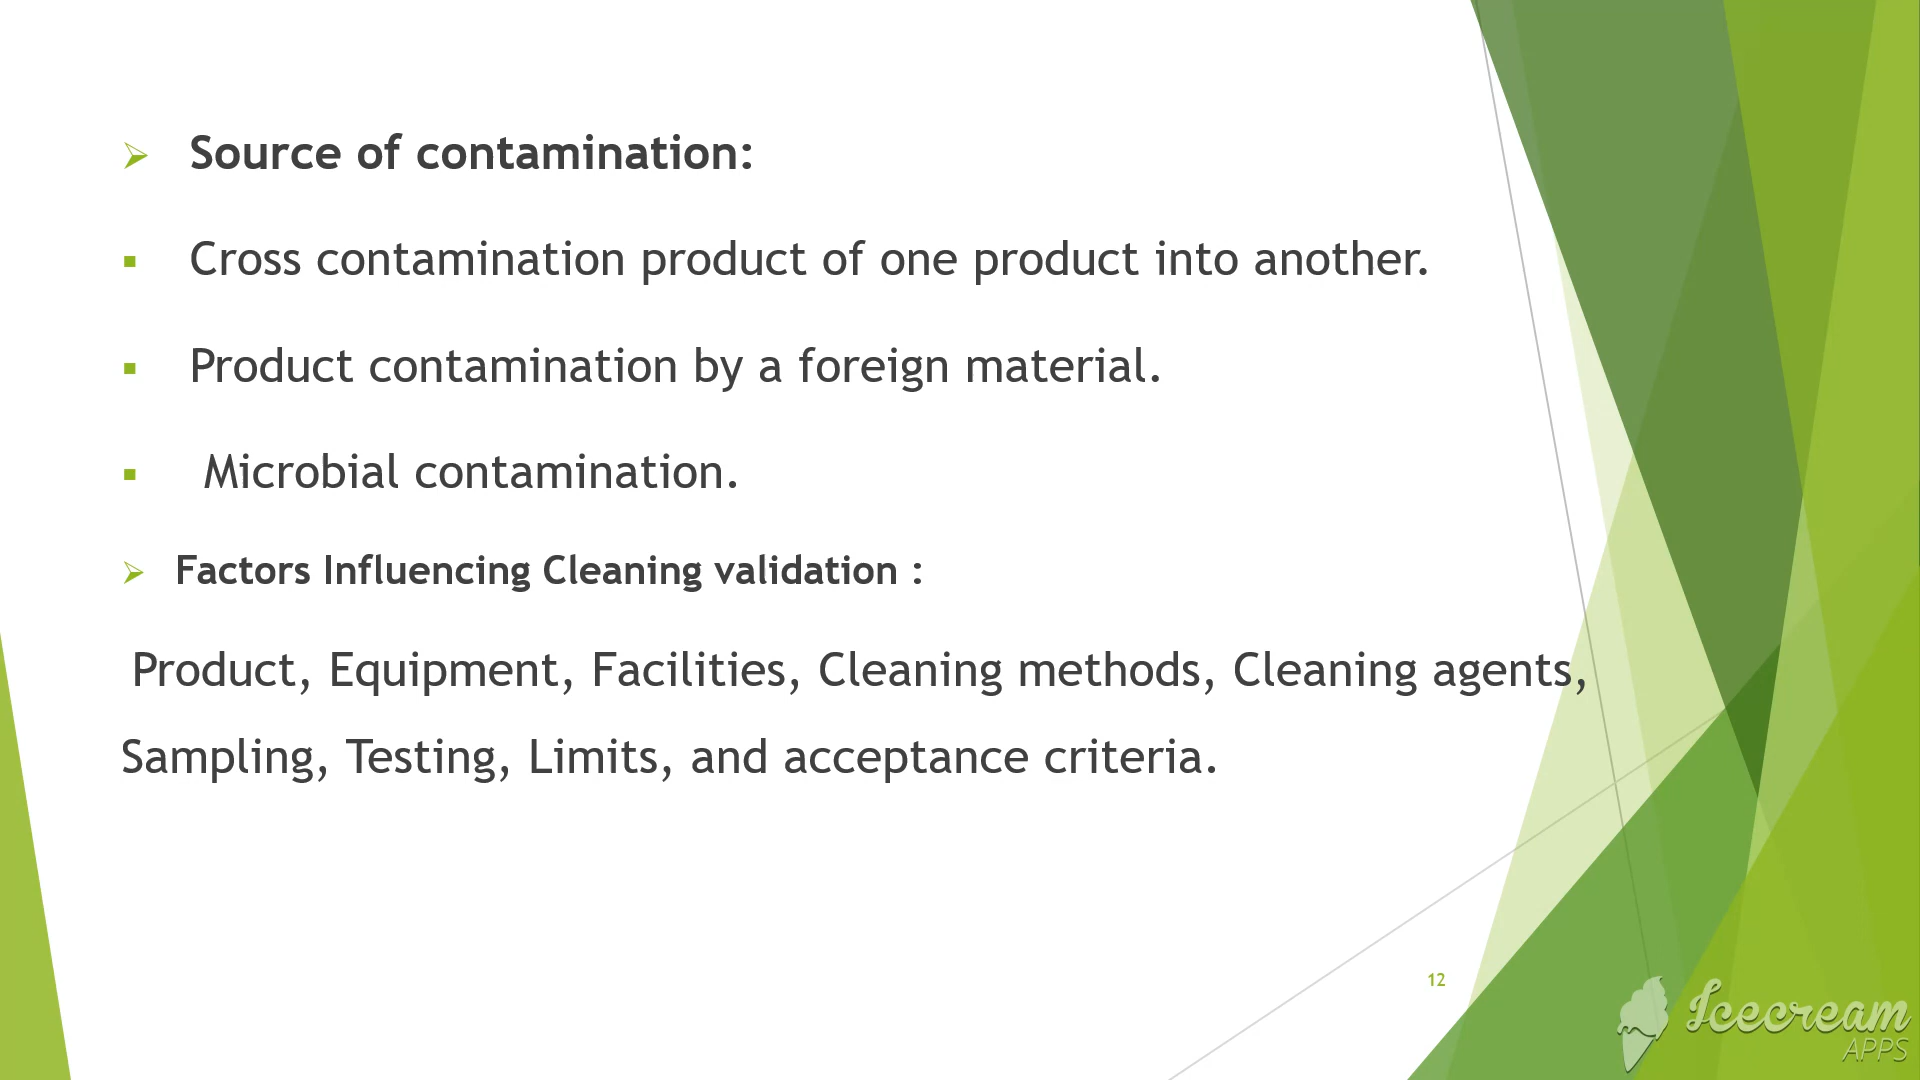 Source of contamination:
Cross contamination product of one product into another.
Product contamination by a foreign material.
Microbial contamination.
Factors Influencing Cleaning validation :
Product, Equipment, Facilities, Cleaning methods, Cleaning agents,
Sampling, Testing, Limits, and acceptance criteria.
12
Icecream
APPS